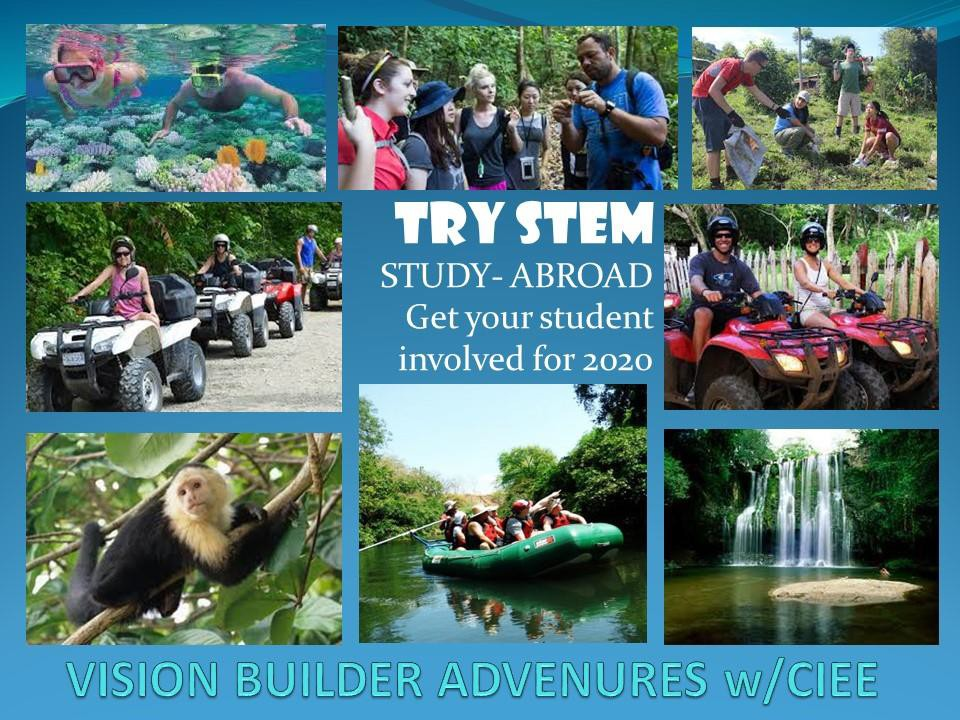 TRY STEM
STUDY- ABROAD
Get your student
involved for 2020
VISION BUILDER ADVENURES w/CIEE